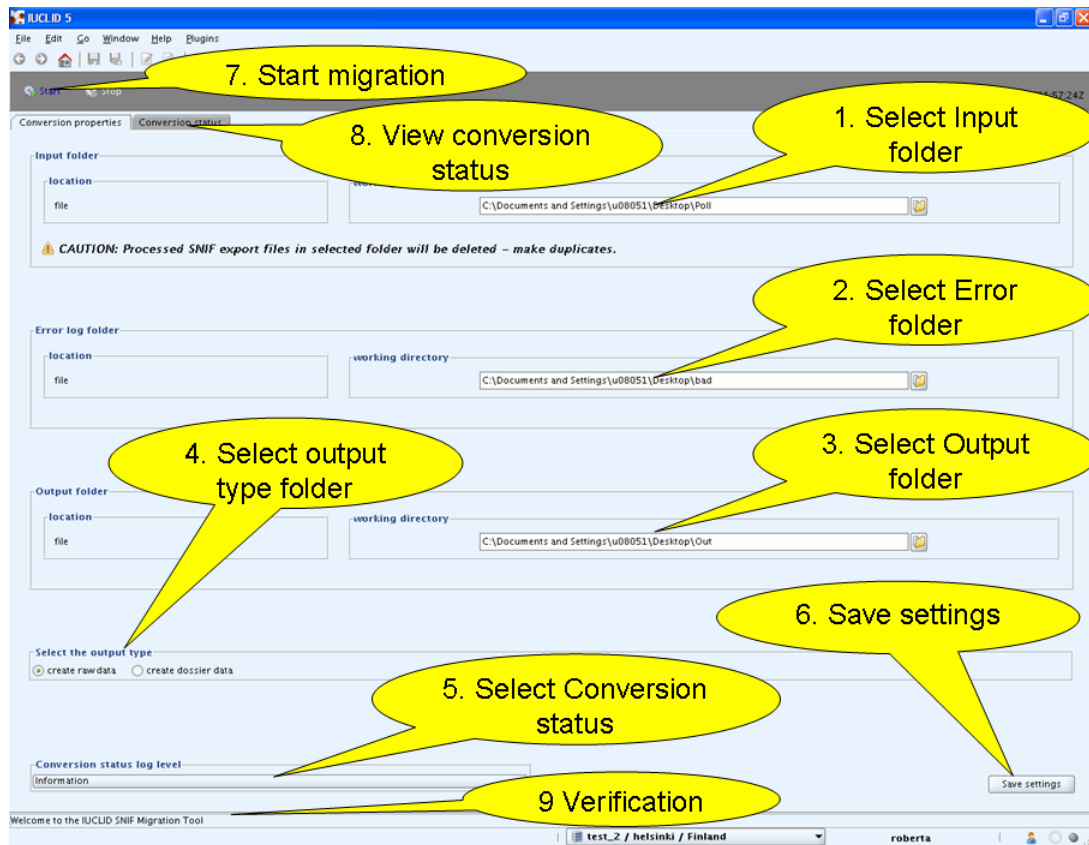 IUCLID 5
File Edit Go Window Help Plugins
7. Start migration
Start Stop
:57:24Z
Conversion properties Conversion status
8. View conversion
status
1. Select Input
folder
Input folder
location
file
C:\Documents and Settings\u08051\Desktop\Poll
CAUTION: Processed SNIF export files in selected folder will be deleted – make duplicates.
2. Select Error
folder
Error log folder
location
working directory
file
C:\Documents and Settings\u08051\Desktop\bad
4. Select output
type folder
3. Select Output
folder
Output folder
location
working directory
file
C:\Documents and Settings\u08051\Desktop\Out
6. Save settings
Select the output type
create raw data create dossier data
5. Select Conversion
status
Conversion status log level
Information
Save settings
9 Verification
Welcome to the IUCLID SNIF Migration Tool
test_2 / helsinki / Finland
roberta